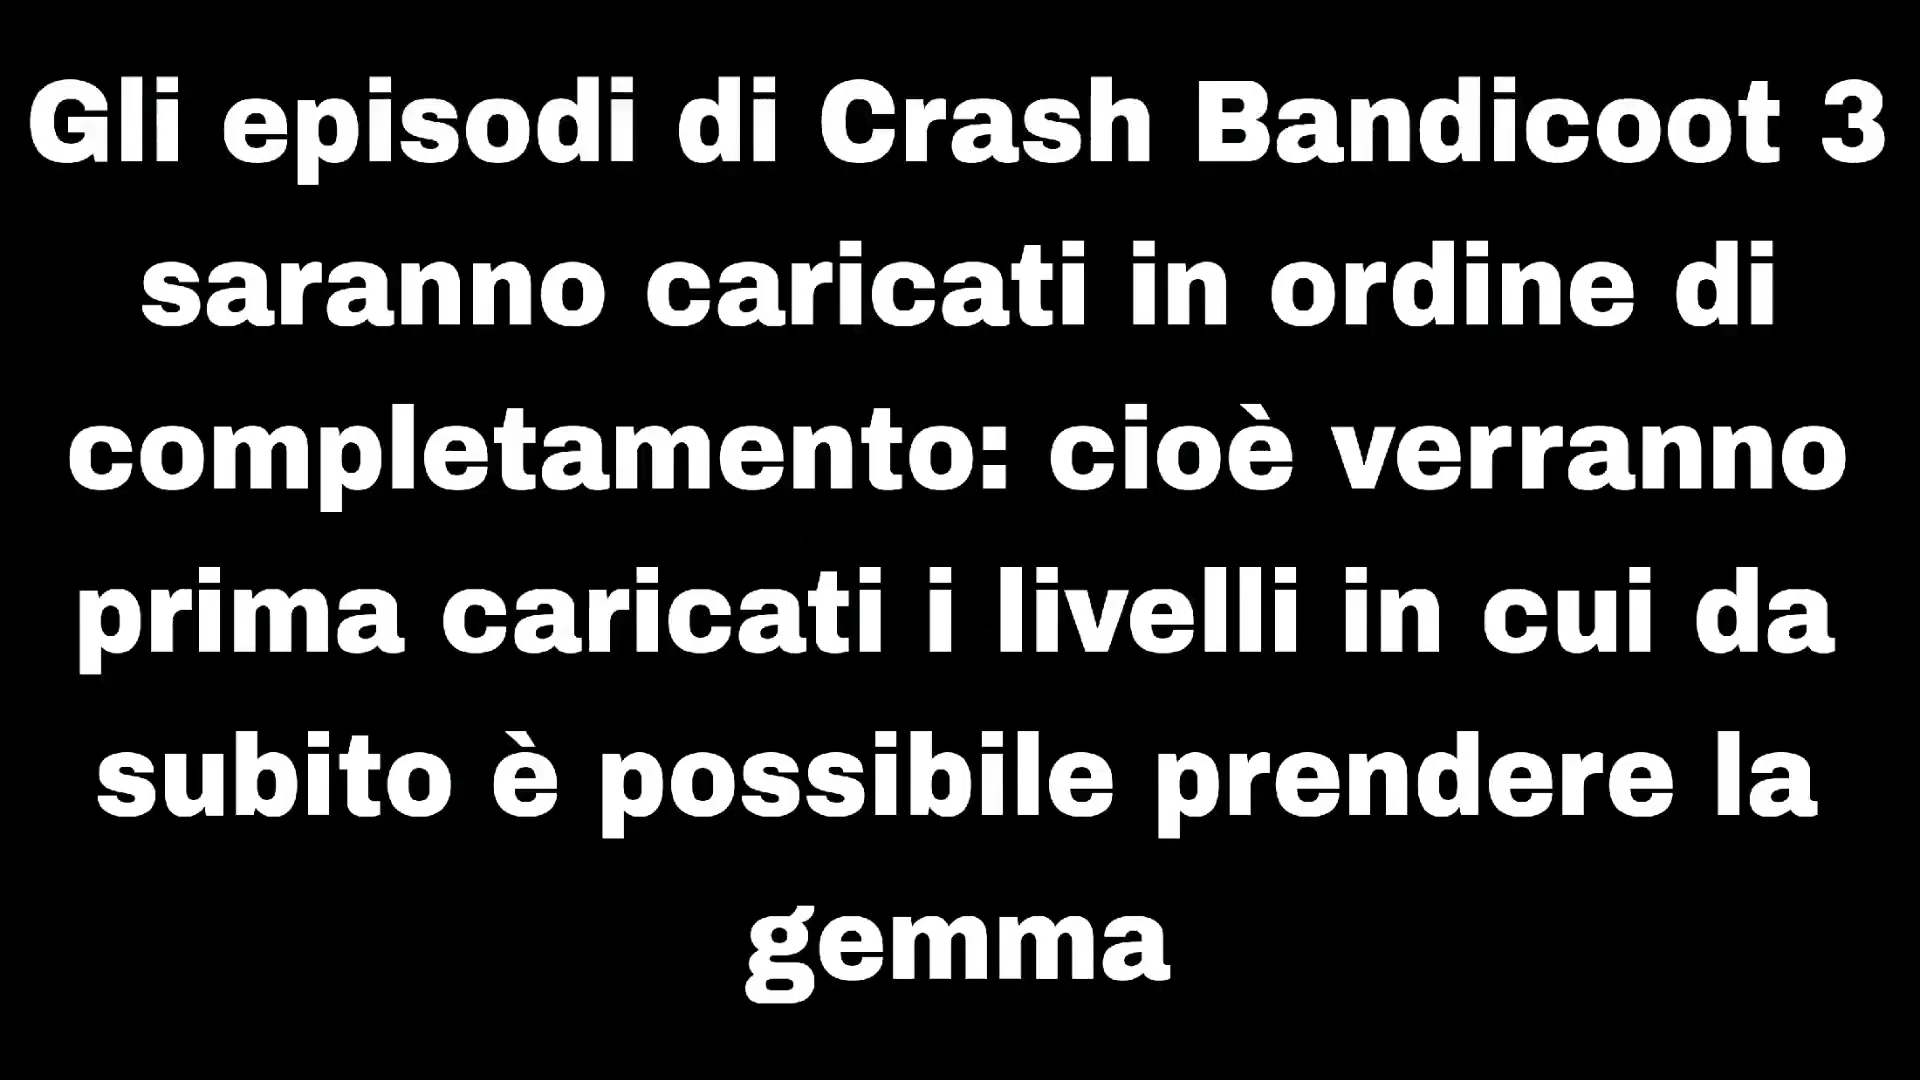 Gli episodi di Crash Bandicoot 3
saranno caricati in ordine di
completamento: cioè verranno
prima caricati i livelli in cui da
subito è possibile prendere la
gemma